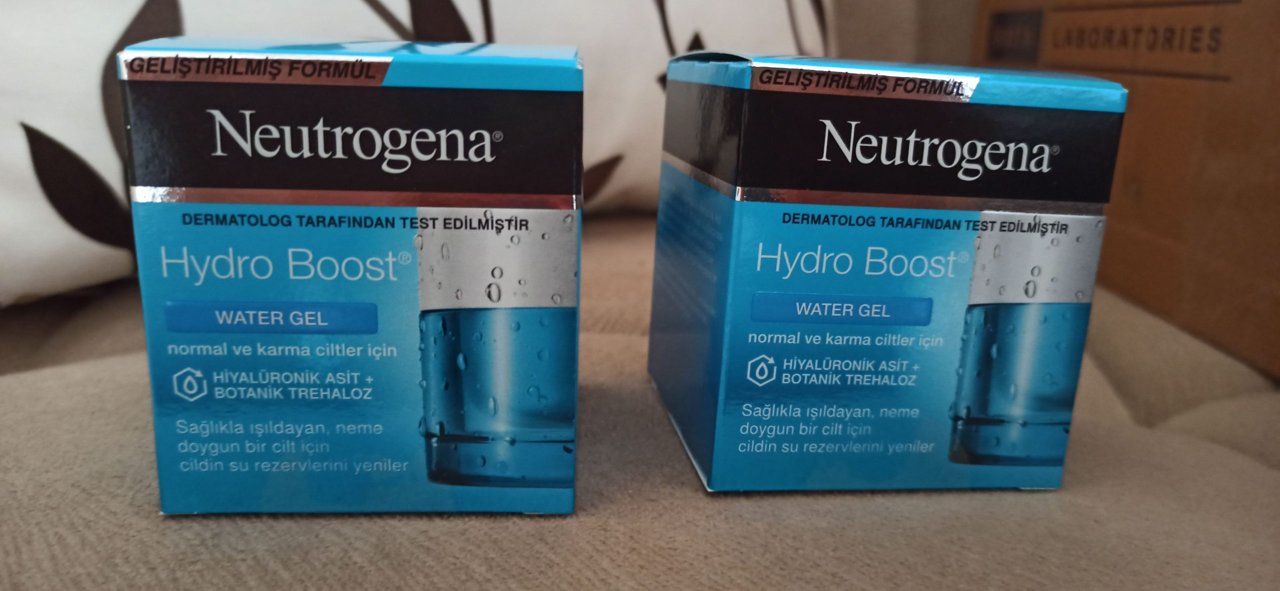 GELİŞTİRİLMİŞ FORMÜL
Neutrogena®
DERMATOLOG TARAFINDAN TEST EDİLMİŞTİR
Hydro Boost®
WATER GEL
normal ve karma ciltler için
HİYALÜRONİK ASİT +
BOTANİK TREHALOZ
Sağlıkla ışıldayan, neme
doygun bir cilt için
cildin su rezervlerini yeniler
GELİŞTİRİLMİŞ FORMÜL
Neutrogena®
DERMATOLOG TARAFINDAN TEST EDİLMİŞTİR
Hydro Boost®
WATER GEL
normal ve karma ciltler için
HİYALÜRONİK ASİT +
BOTANİK TREHALOZ
Sağlıkla ışıldayan, neme
doygun bir cilt için
cildin su rezervlerini yeniler
LABORATORIES